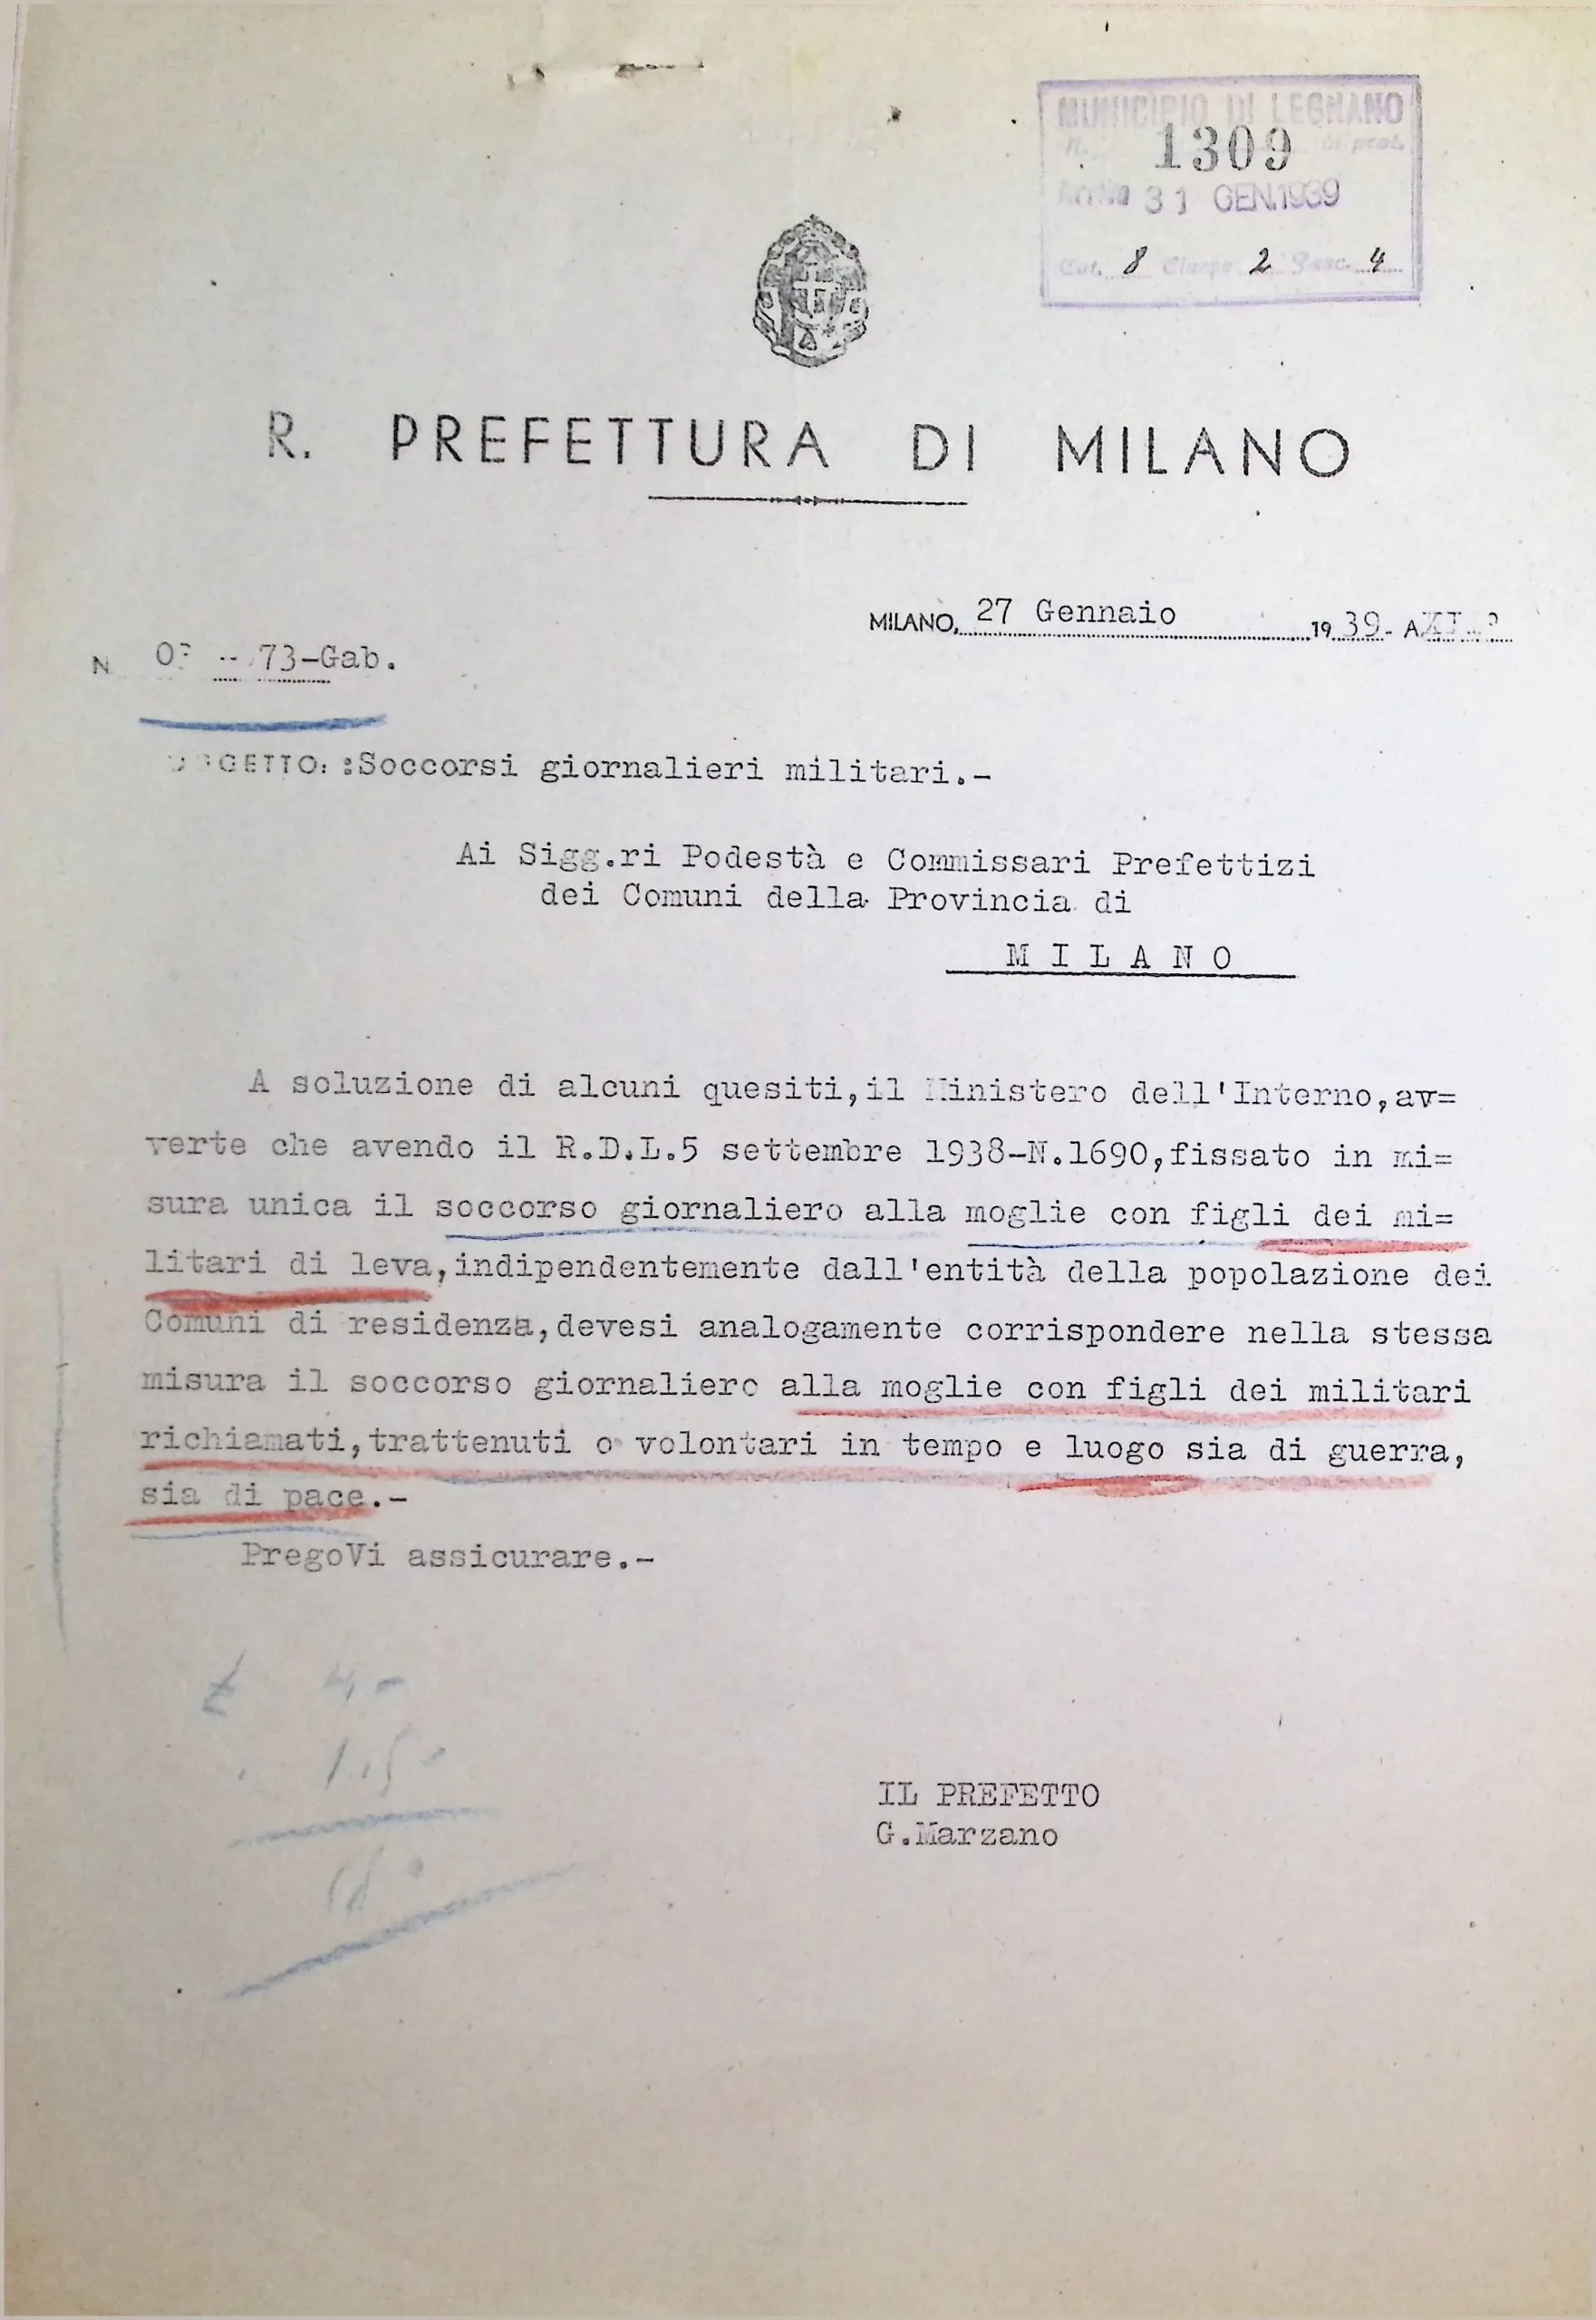 MUNICIPIO DI LEGNANO
N. 1309 di prot.
Arrivo 31 GEN.1939
Cat. 8 Classe 2 Fasc. 4
R. PREFETTURA DI MILANO
MILANO, 27 Gennaio 1939 - A
N. 73-Gab.
OGGETTO: :Soccorsi giornalieri militari.-
Ai Sigg.ri Podestà e Commissari Prefettizi
dei Comuni della Provincia di
M I L A N O
A soluzione di alcuni quesiti,il Ministero dell'Interno,av=
verte che avendo il R.D.L.5 settembre 1938-N.1690,fissato in mi=
sura unica il soccorso giornaliero alla moglie con figli dei mi=
litari di leva,indipendentemente dall'entità della popolazione dei
Comuni di residenza,devesi analogamente corrispondere nella stessa
misura il soccorso giornaliero alla moglie con figli dei militari
richiamati,trattenuti o volontari in tempo e luogo sia di guerra,
sia di pace.-
PregoVi assicurare.-
IL PREFETTO
G.Marzano